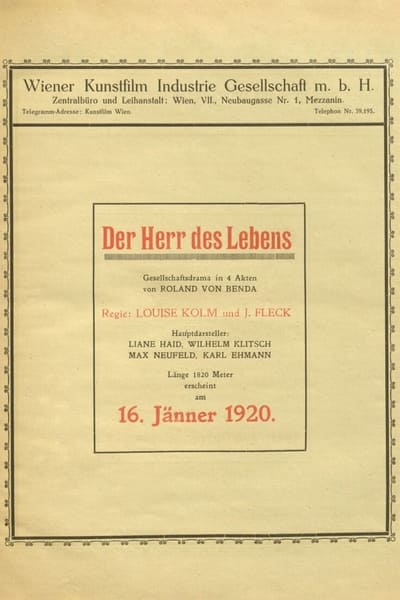 Wiener Kunstfilm Industrie Gesellschaft m. b. H.
Zentralbüro und Leihanstalt: Wien, VII., Neubaugasse Nr. 1, Mezzanin.
Telegramm-Adresse: Kunstfilm Wien. Telephon Nr. 39.195.
Der Herr des Lebens
Gesellschaftsdrama in 4 Akten
von ROLAND VON BENDA
Regie: LOUISE KOLM und J. FLECK
Hauptdarsteller:
LIANE HAID, WILHELM KLITSCH
MAX NEUFELD, KARL EHMANN
Länge 1820 Meter
erscheint
am
16. Jänner 1920.